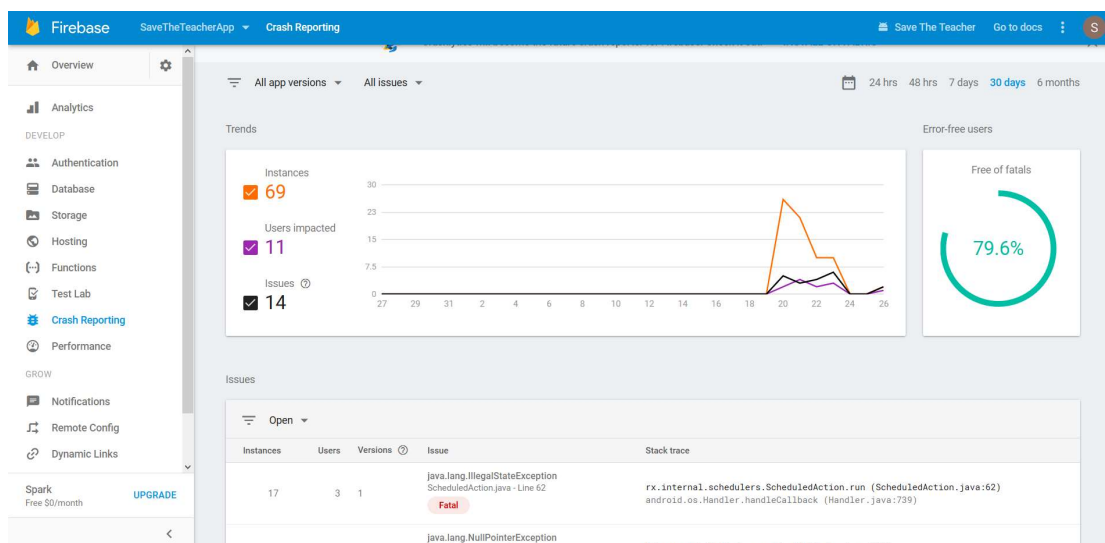 Firebase
SaveTheTeacherApp
Crash Reporting
Save The Teacher
Go to docs
S
Overview
Analytics
DEVELOP
Authentication
Database
Storage
Hosting
Functions
Test Lab
Crash Reporting
Performance
GROW
Notifications
Remote Config
Dynamic Links
Spark
Free $0/month
UPGRADE
All app versions
All issues
24 hrs 48 hrs 7 days 30 days 6 months
Trends
Instances
69
Users impacted
11
Issues
14
30
23
15
7.5
0
27 29 31 2 4 6 8 10 12 14 16 18 20 22 24 26
Error-free users
Free of fatals
79.6%
Issues
Open
Instances Users Versions Issue Stack trace
java.lang.IllegalStateException
ScheduledAction.java - Line 62
17 3 1
Fatal
rx.internal.schedulers.ScheduledAction.run (ScheduledAction.java:62)
android.os.Handler.handleCallback (Handler.java:739)
java.lang.NullPointerException